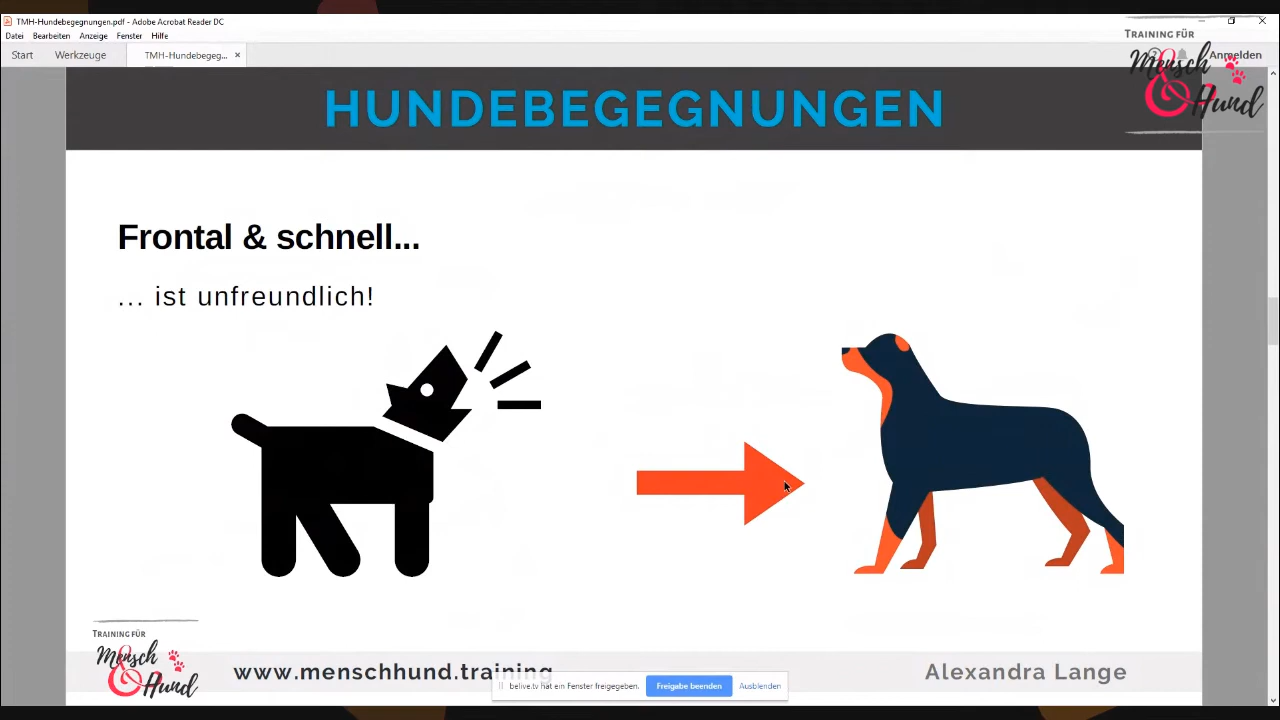 TMH-Hundebegegnungen.pdf - Adobe Acrobat Reader DC
Datei Bearbeiten Anzeige Fenster Hilfe
Start Werkzeuge TMH-Hundebegeg... × Anmelden
TRAINING FÜR
Mensch
& Hund
HUNDEBEGEGNUNGEN
Frontal & schnell...
... ist unfreundlich!
TRAINING FÜR
Mensch
& Hund
www.menschhund.training
Alexandra Lange
belive.tv hat ein Fenster freigegeben. Freigabe beenden Ausblenden